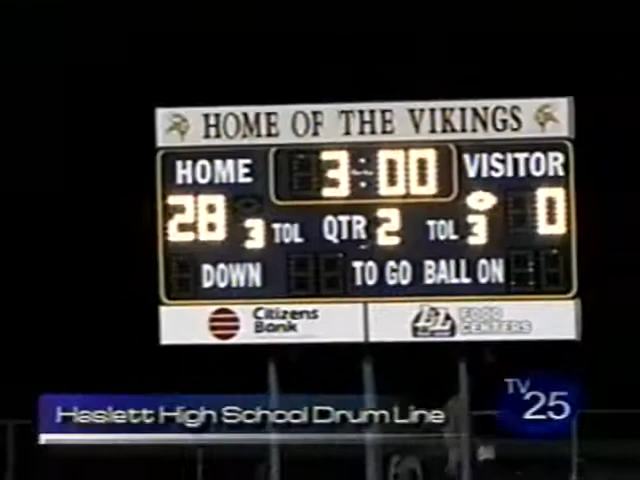 HOME OF THE VIKINGS
HOME 3:00 VISITOR
28 3 TOL QTR 2 TOL 3 0
DOWN TO GO BALL ON
Citizens Bank
L&L FOOD CENTERS
TV 25
Haslett High School Drum Line